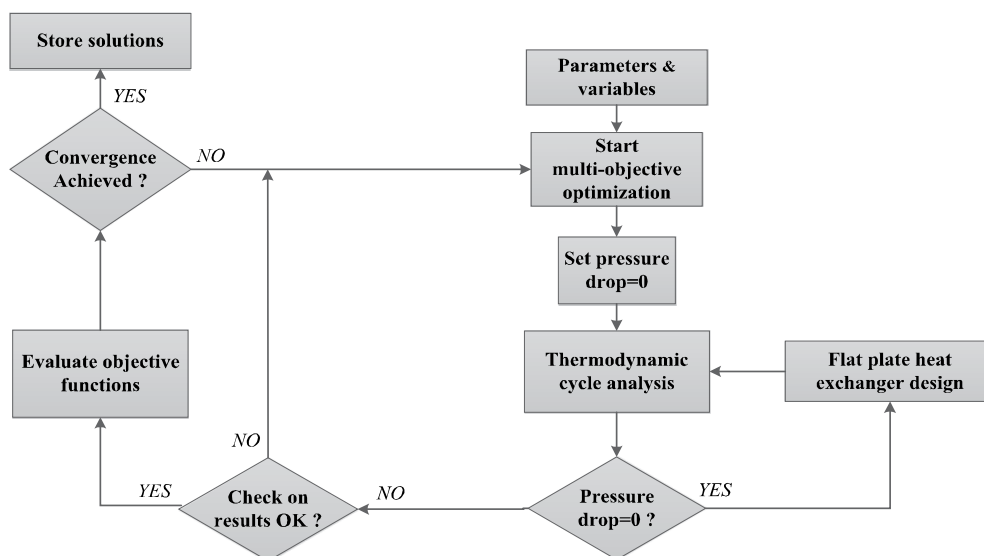 Store solutions
YES
Convergence
Achieved ?
NO
Parameters &
variables
Start
multi-objective
optimization
Set pressure
drop=0
Thermodynamic
cycle analysis
Flat plate heat
exchanger design
Evaluate objective
functions
NO
YES
Check on
results OK ?
NO
Pressure
drop=0 ?
YES